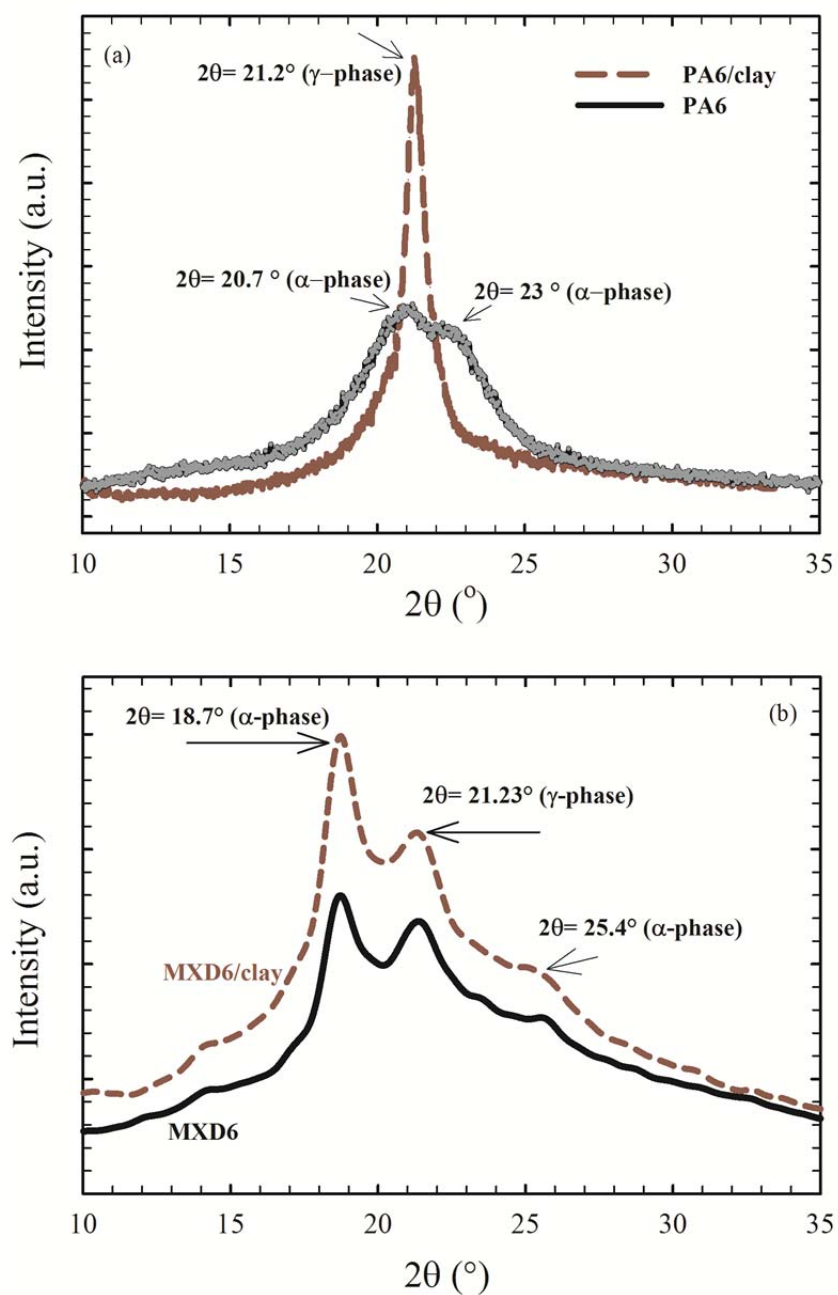 (a)
2θ= 21.2° (γ–phase)
PA6/clay
PA6
2θ= 20.7 ° (α–phase)
2θ= 23 ° (α–phase)
Intensity (a.u.)
10 15 20 25 30 35
2θ (°)
(b)
2θ= 18.7° (α-phase)
2θ= 21.23° (γ-phase)
2θ= 25.4° (α-phase)
MXD6/clay
MXD6
Intensity (a.u.)
10 15 20 25 30 35
2θ (°)